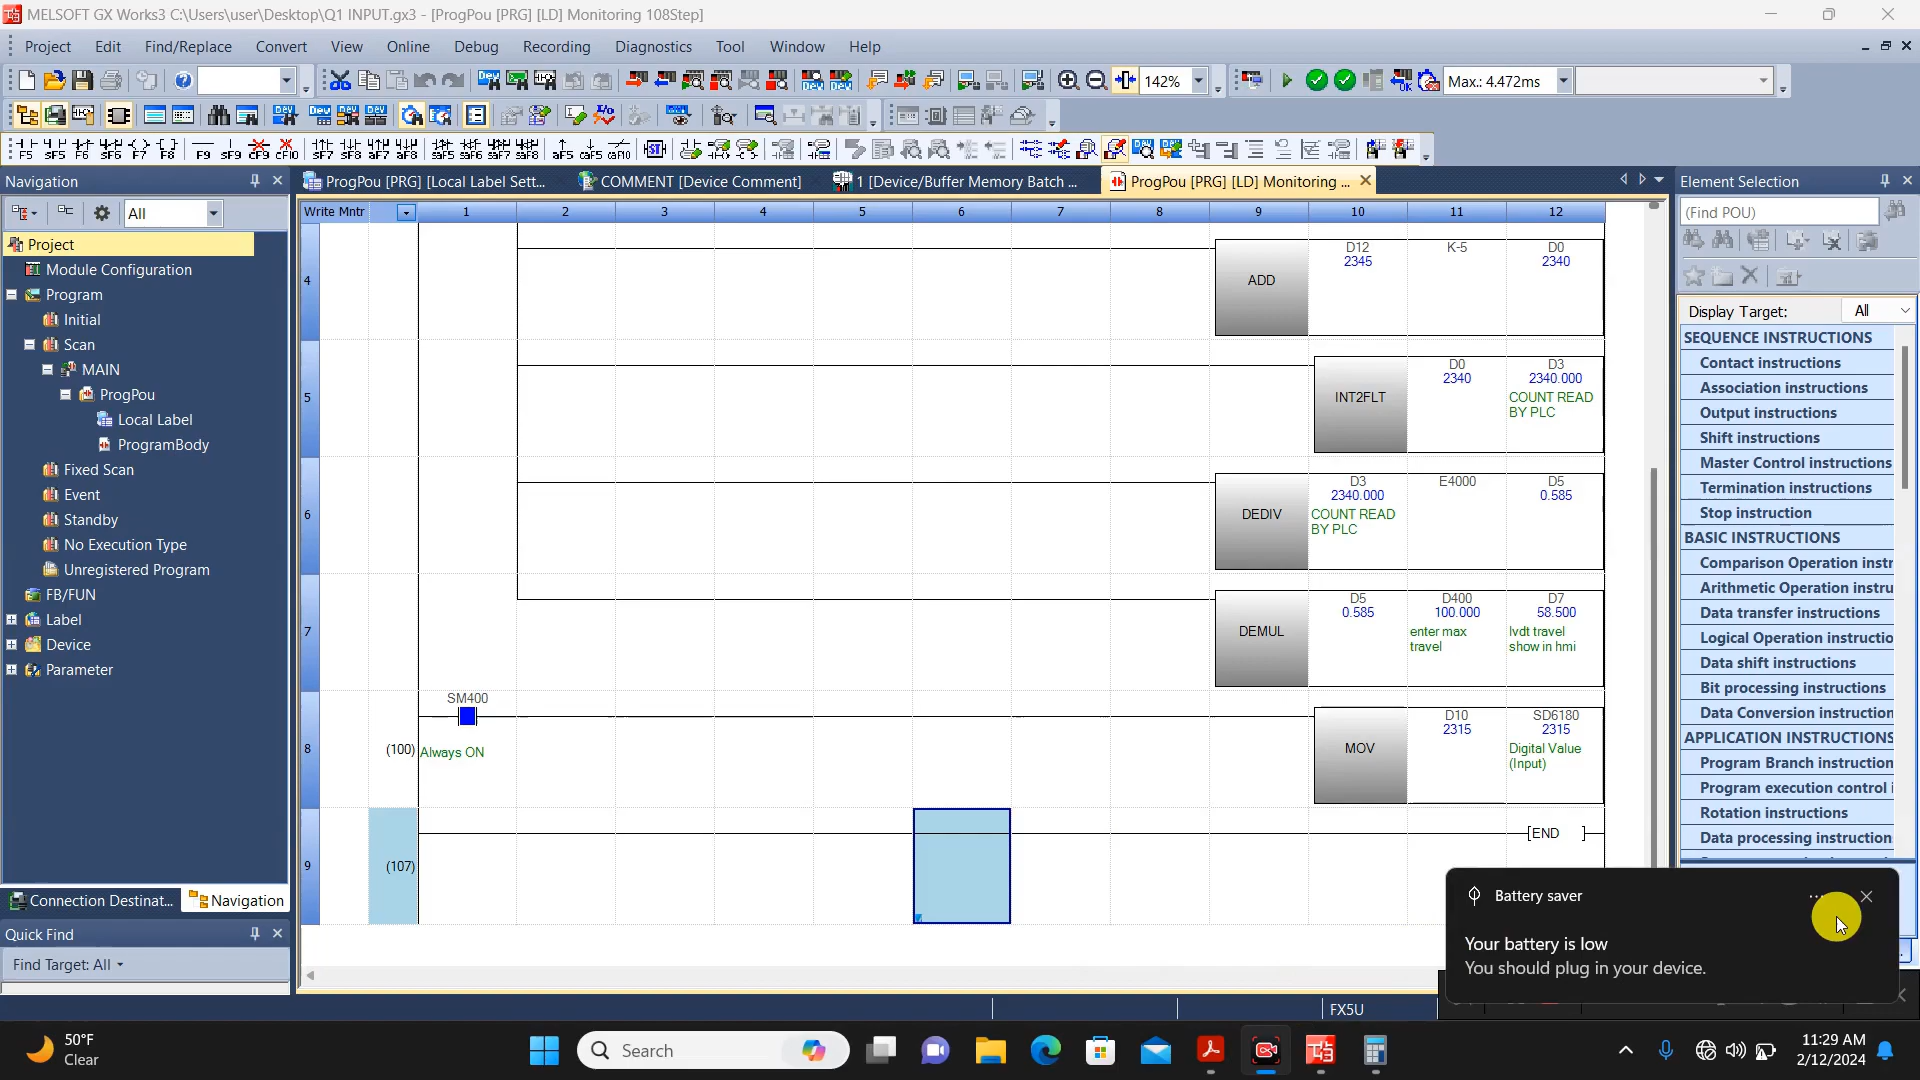 MELSOFT GX Works3 C:\Users\user\Desktop\Q1 INPUT.gx3 - [ProgPou [PRG] [LD] Monitoring 108Step]
Project Edit Find/Replace Convert View Online Debug Recording Diagnostics Tool Window Help
142% Max.: 4.472ms
Navigation
ProgPou [PRG] [Local Label Sett...
COMMENT [Device Comment]
1 [Device/Buffer Memory Batch ...
ProgPou [PRG] [LD] Monitoring ...
Element Selection
All
(Find POU)
Write Mntr 1 2 3 4 5 6 7 8 9 10 11 12
Project
Module Configuration
Program
Initial
Scan
MAIN
ProgPou
Local Label
ProgramBody
Fixed Scan
Event
Standby
No Execution Type
Unregistered Program
FB/FUN
Label
Device
Parameter
Connection Destinat...
Navigation
Quick Find
Find Target: All
4
ADD
D12 K-5 D0
2345 2340
5
INT2FLT
D0 D3
2340 2340.000
COUNT READ
BY PLC
6
DEDIV
D3 E4000 D5
2340.000 0.585
COUNT READ
BY PLC
7
DEMUL
D5 D400 D7
0.585 100.000 58.500
enter max lvdt travel
travel show in hmi
SM400
8 (100) Always ON
MOV
D10 SD6180
2315 2315
Digital Value
(Input)
9 (107)
[END ]
Display Target: All
SEQUENCE INSTRUCTIONS
Contact instructions
Association instructions
Output instructions
Shift instructions
Master Control instructions
Termination instructions
Stop instruction
BASIC INSTRUCTIONS
Comparison Operation instr
Arithmetic Operation instru
Data transfer instructions
Logical Operation instructio
Data shift instructions
Bit processing instructions
Data Conversion instruction
APPLICATION INSTRUCTIONS
Program Branch instruction
Program execution control i
Rotation instructions
Data processing instruction
Battery saver
Your battery is low
You should plug in your device.
FX5U
50°F
Clear
Search
11:29 AM
2/12/2024